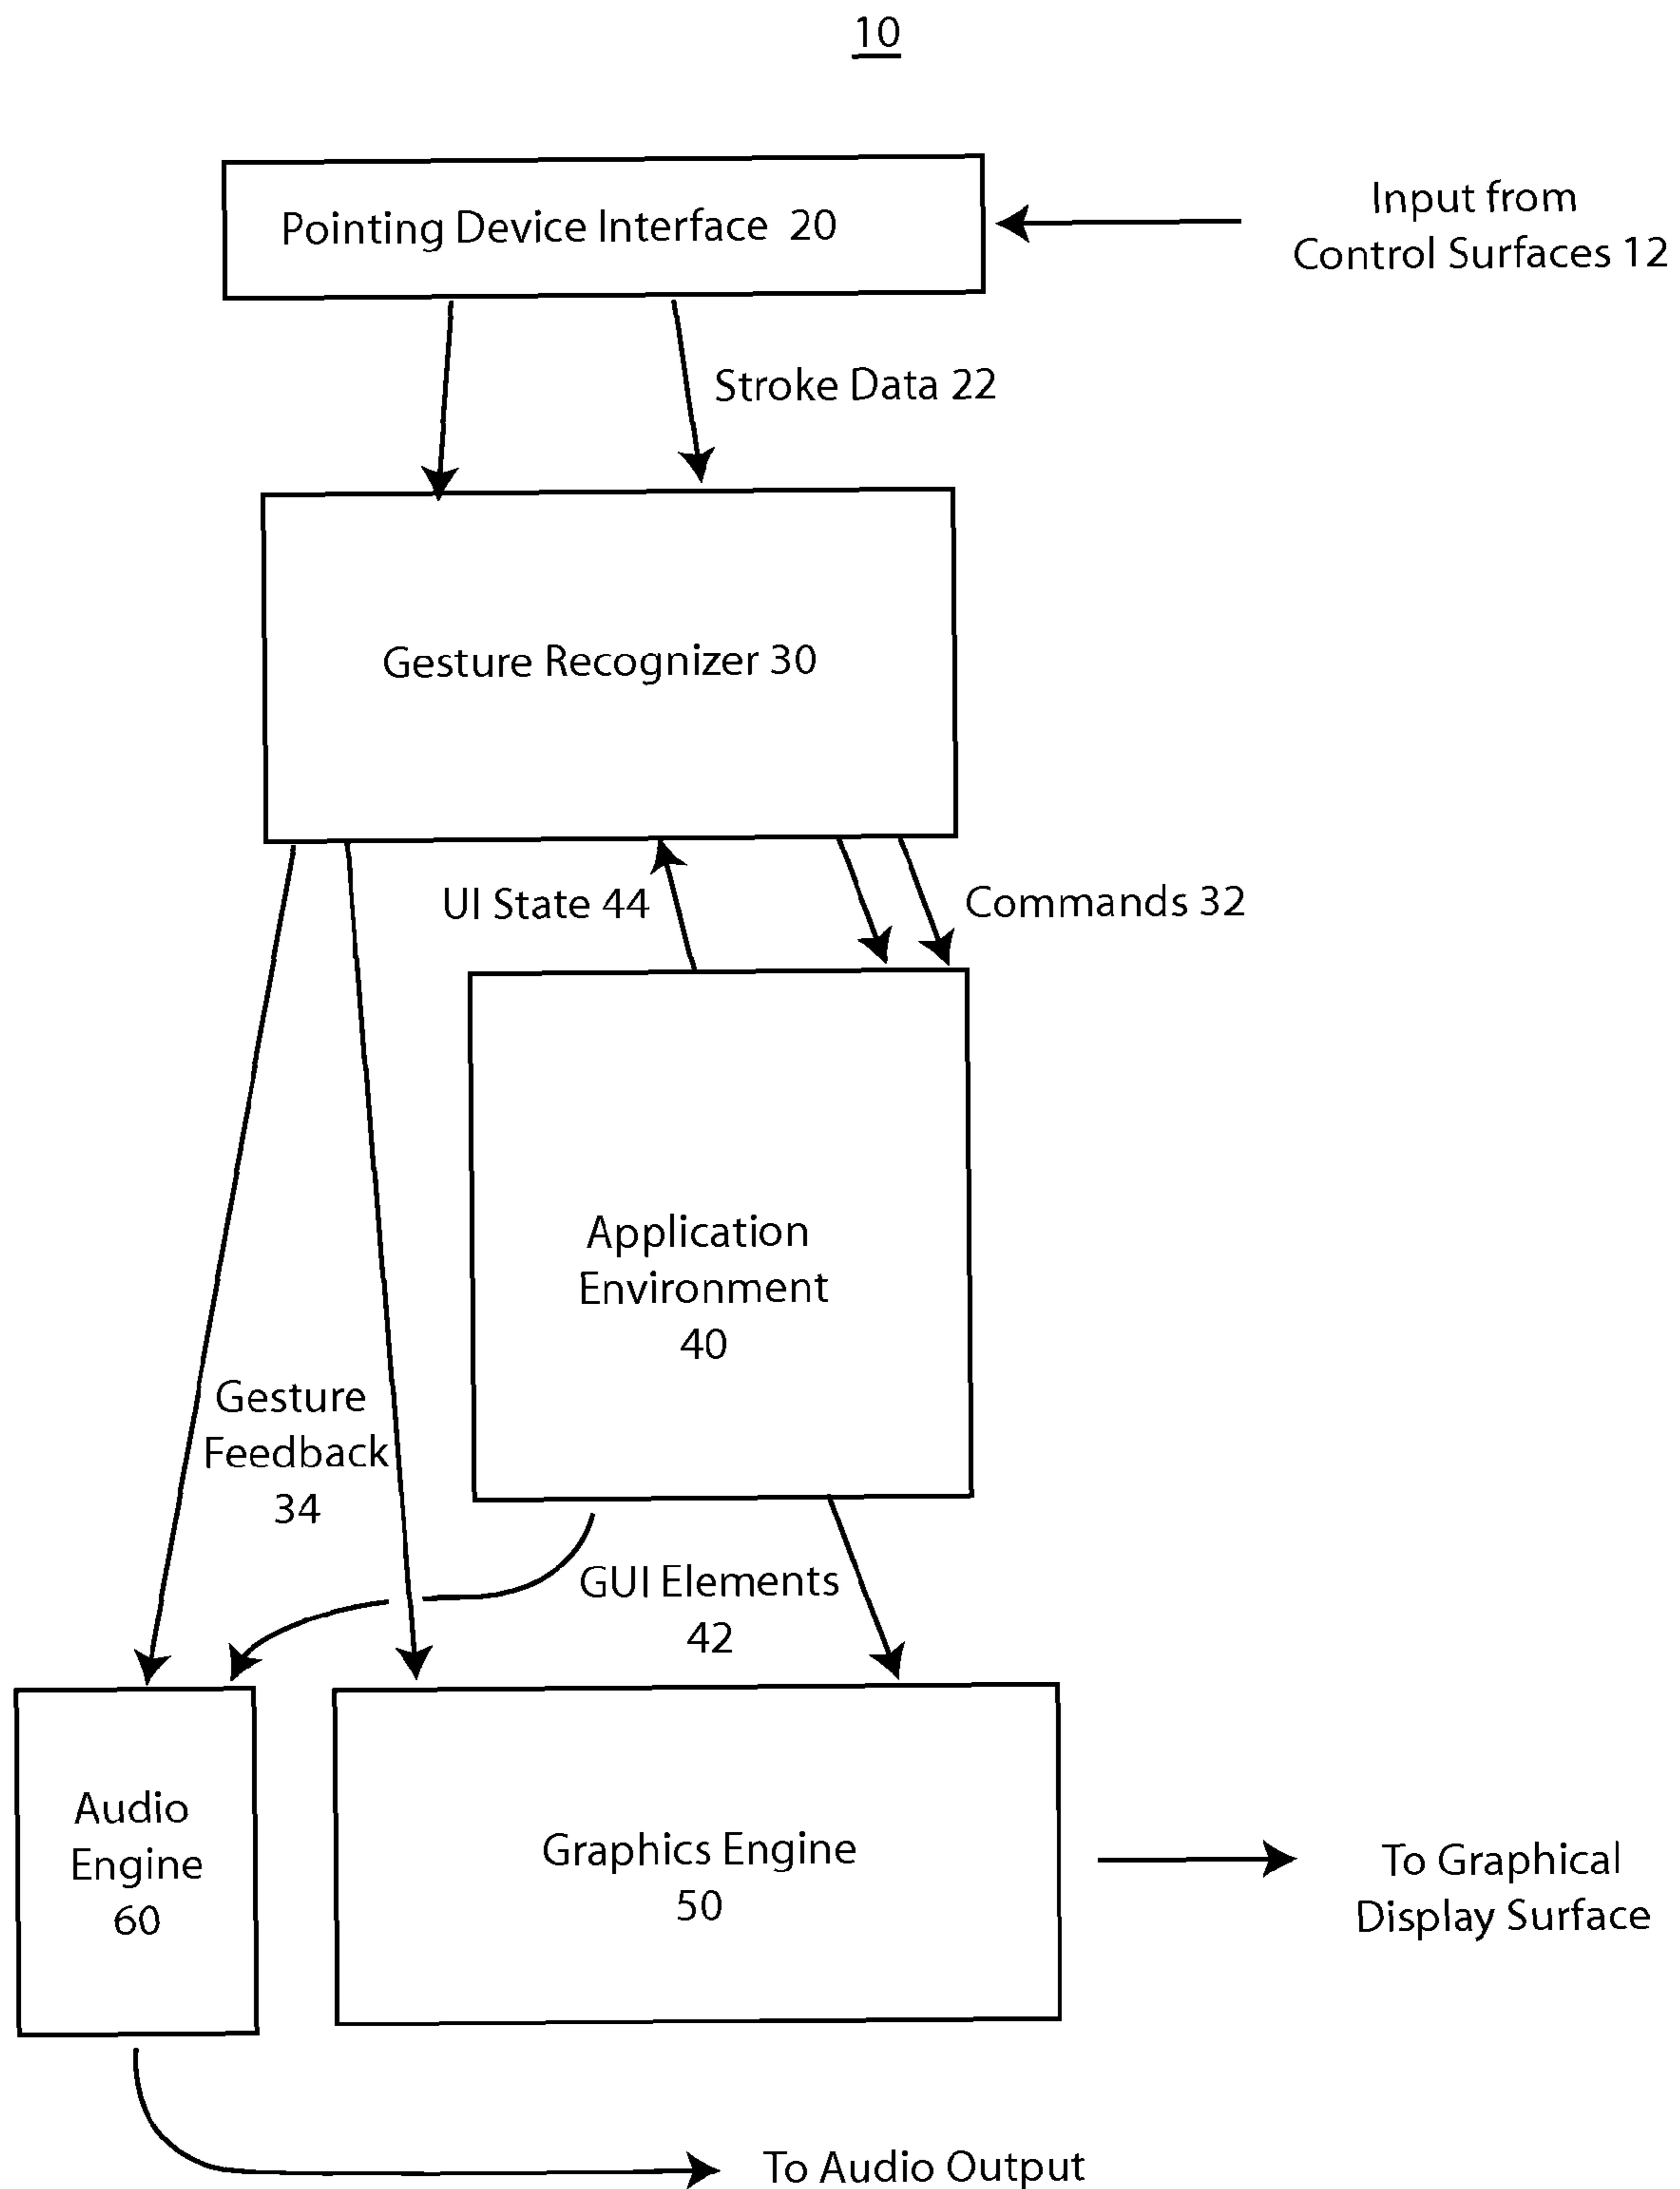 10
Pointing Device Interface 20
Input from
Control Surfaces 12
Stroke Data 22
Gesture Recognizer 30
UI State 44
Commands 32
Application
Environment
40
Gesture
Feedback
34
GUI Elements
42
Audio
Engine
60
Graphics Engine
50
To Graphical
Display Surface
To Audio Output